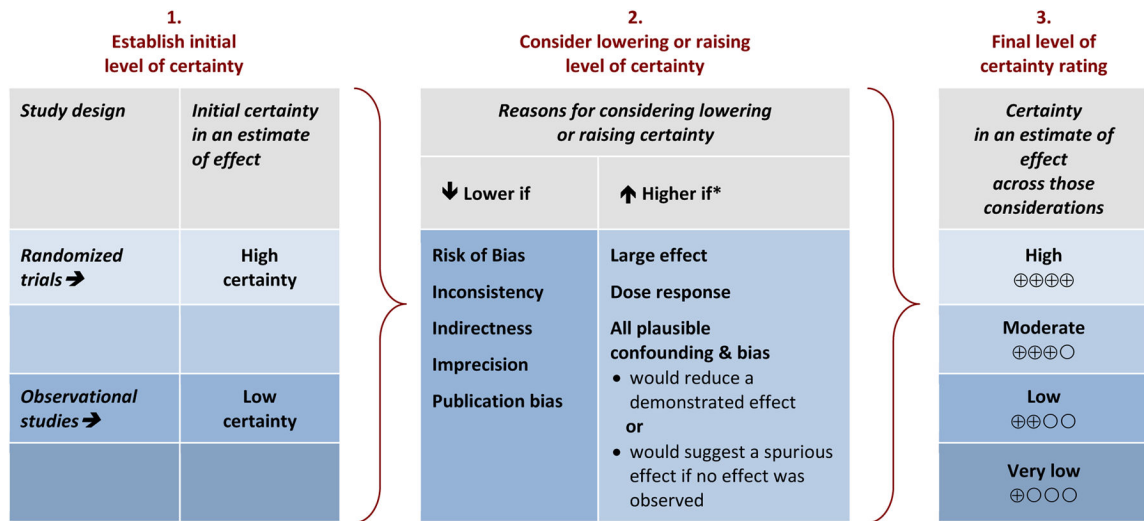 1.
Establish initial
level of certainty
Study design
Initial certainty
in an estimate
of effect
Randomized
trials ➔
High
certainty
Observational
studies ➔
Low
certainty
2.
Consider lowering or raising
level of certainty
Reasons for considering lowering
or raising certainty
🡻 Lower if
🡹 Higher if*
Risk of Bias
Inconsistency
Indirectness
Imprecision
Publication bias
Large effect
Dose response
All plausible
confounding & bias
• would reduce a
demonstrated effect
or
• would suggest a spurious
effect if no effect was
observed
3.
Final level of
certainty rating
Certainty
in an estimate of
effect
across those
considerations
High
⊕⊕⊕⊕
Moderate
⊕⊕⊕○
Low
⊕⊕○○
Very low
⊕○○○